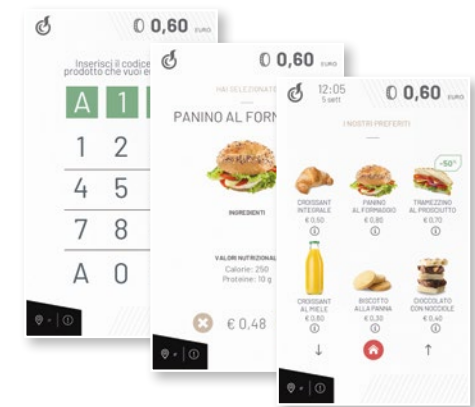 0,60 EURO
Inserisci il codice
prodotto che vuoi
A 1
1 2
4 5
7 8
A 0
0,60 EURO
HAI SELEZIONATO
PANINO AL FORM
INGREDIENTI
VALORI NUTRIZIONAL
Calorie: 250
Proteine: 10 g
€ 0,48
12:05
5 sett
0,60 EURO
I NOSTRI PREFERITI
-50%
CROISSANT
INTEGRALE
€ 0,50
PANINO
AL FORMAGGIO
€ 0,80
TRAMEZZINO
AL PROSCIUTTO
€ 0,70
CROISSANT
AL MIELE
€ 0,60
BISCOTTO
ALLA PANNA
€ 0,30
CIOCCOLATO
CON NOCCIOLE
€ 0,40